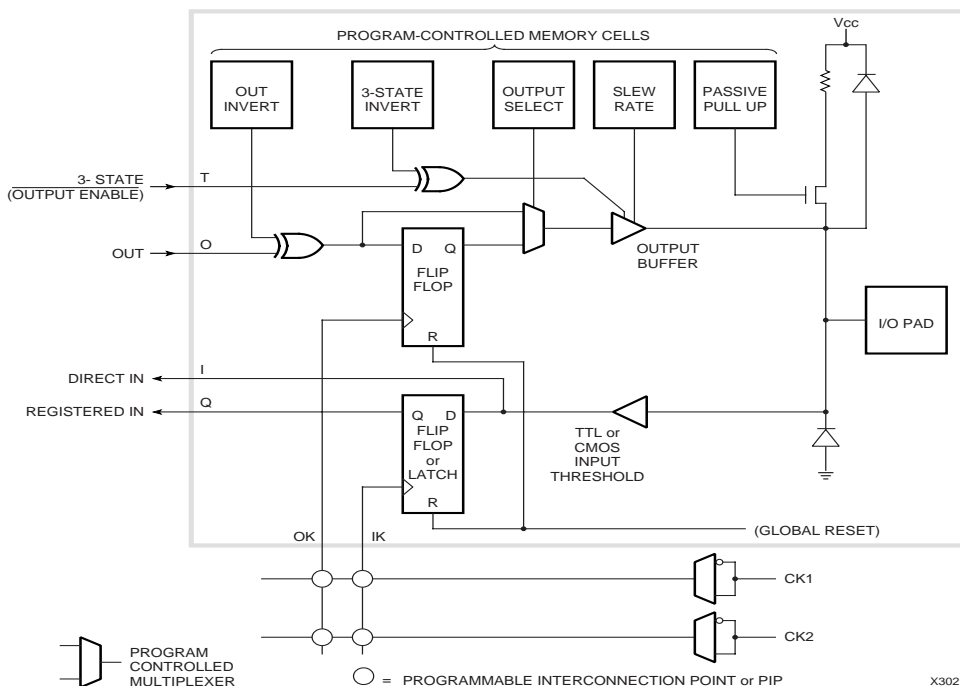 Vcc
PROGRAM-CONTROLLED MEMORY CELLS
OUT
INVERT
3-STATE
INVERT
OUTPUT
SELECT
SLEW
RATE
PASSIVE
PULL UP
3- STATE
(OUTPUT ENABLE)
T
OUT
O
D Q
FLIP
FLOP
R
OUTPUT
BUFFER
I/O PAD
DIRECT IN
I
REGISTERED IN
Q
Q D
FLIP
FLOP
or
LATCH
R
TTL or
CMOS
INPUT
THRESHOLD
(GLOBAL RESET)
OK
IK
CK1
CK2
PROGRAM
CONTROLLED
MULTIPLEXER
= PROGRAMMABLE INTERCONNECTION POINT or PIP
X302